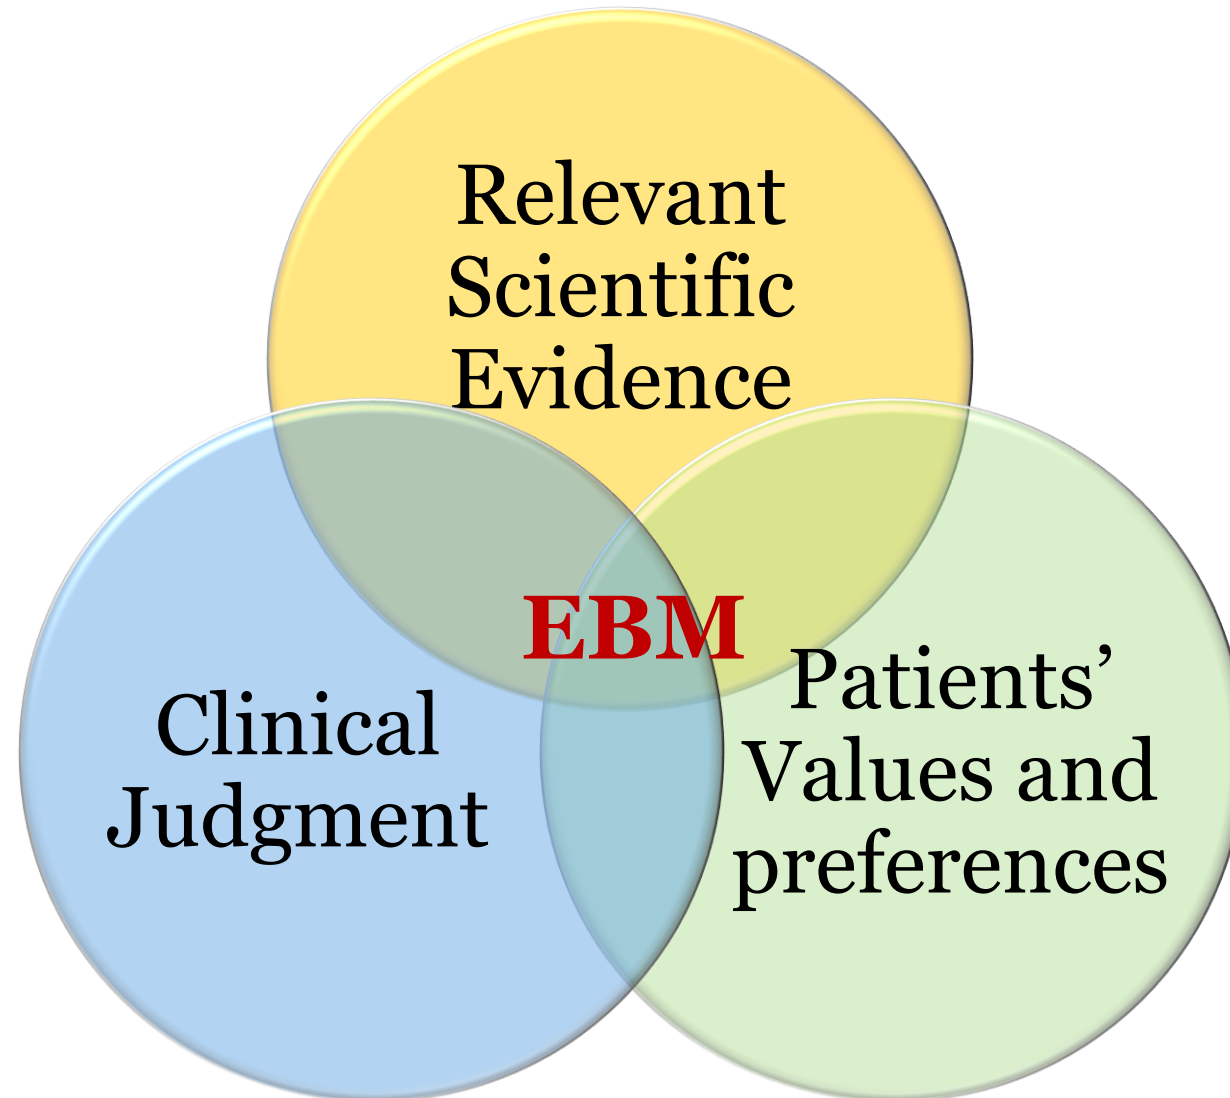 Relevant
Scientific
Evidence
EBM
Clinical
Judgment
Patients’
Values and
preferences